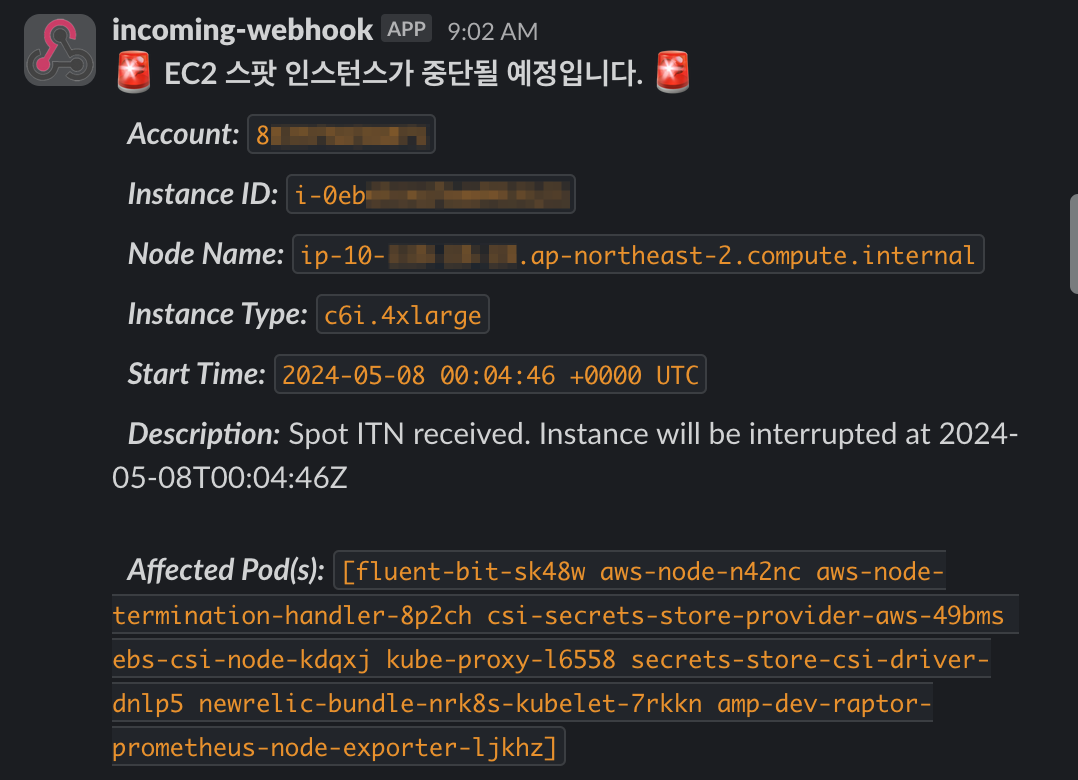 incoming-webhook APP 9:02 AM
🚨 EC2 스팟 인스턴스가 중단될 예정입니다. 🚨
Account: 8
Instance ID: i-0eb
Node Name: ip-10- .ap-northeast-2.compute.internal
Instance Type: c6i.4xlarge
Start Time: 2024-05-08 00:04:46 +0000 UTC
Description: Spot ITN received. Instance will be interrupted at 2024-
05-08T00:04:46Z
Affected Pod(s): [fluent-bit-sk48w aws-node-n42nc aws-node-
termination-handler-8p2ch csi-secrets-store-provider-aws-49bms
ebs-csi-node-kdqxj kube-proxy-l6558 secrets-store-csi-driver-
dnlp5 newrelic-bundle-nrk8s-kubelet-7rkkn amp-dev-raptor-
prometheus-node-exporter-ljkhz]